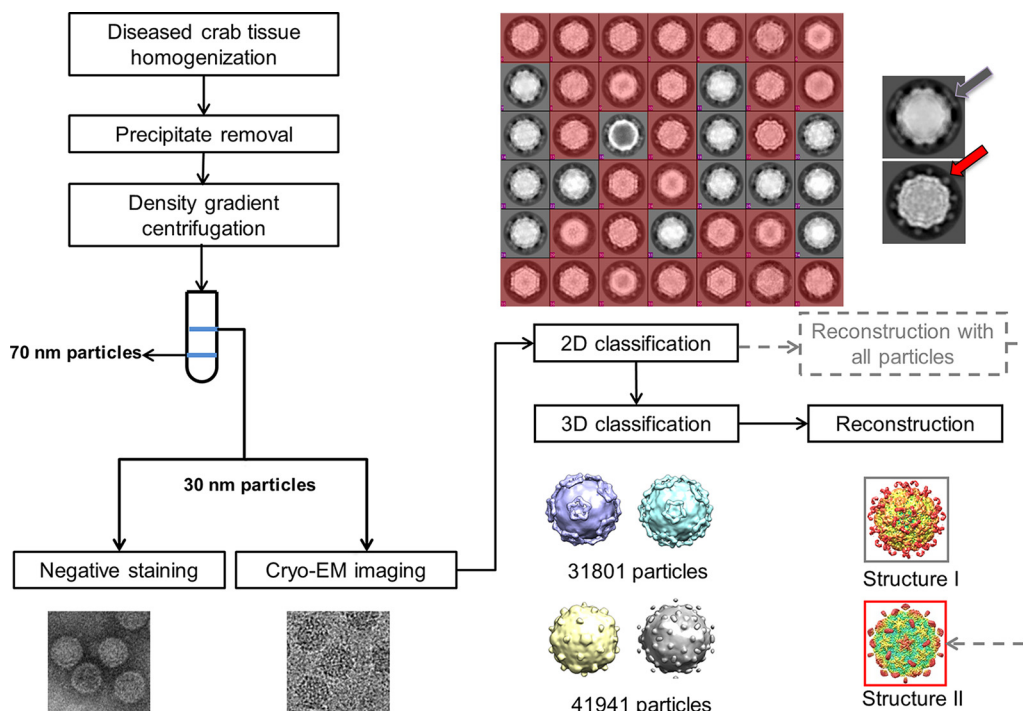 Diseased crab tissue
homogenization
Precipitate removal
Density gradient
centrifugation
70 nm particles
30 nm particles
Negative staining
Cryo-EM imaging
2D classification
Reconstruction with
all particles
3D classification
Reconstruction
31801 particles
41941 particles
Structure I
Structure II